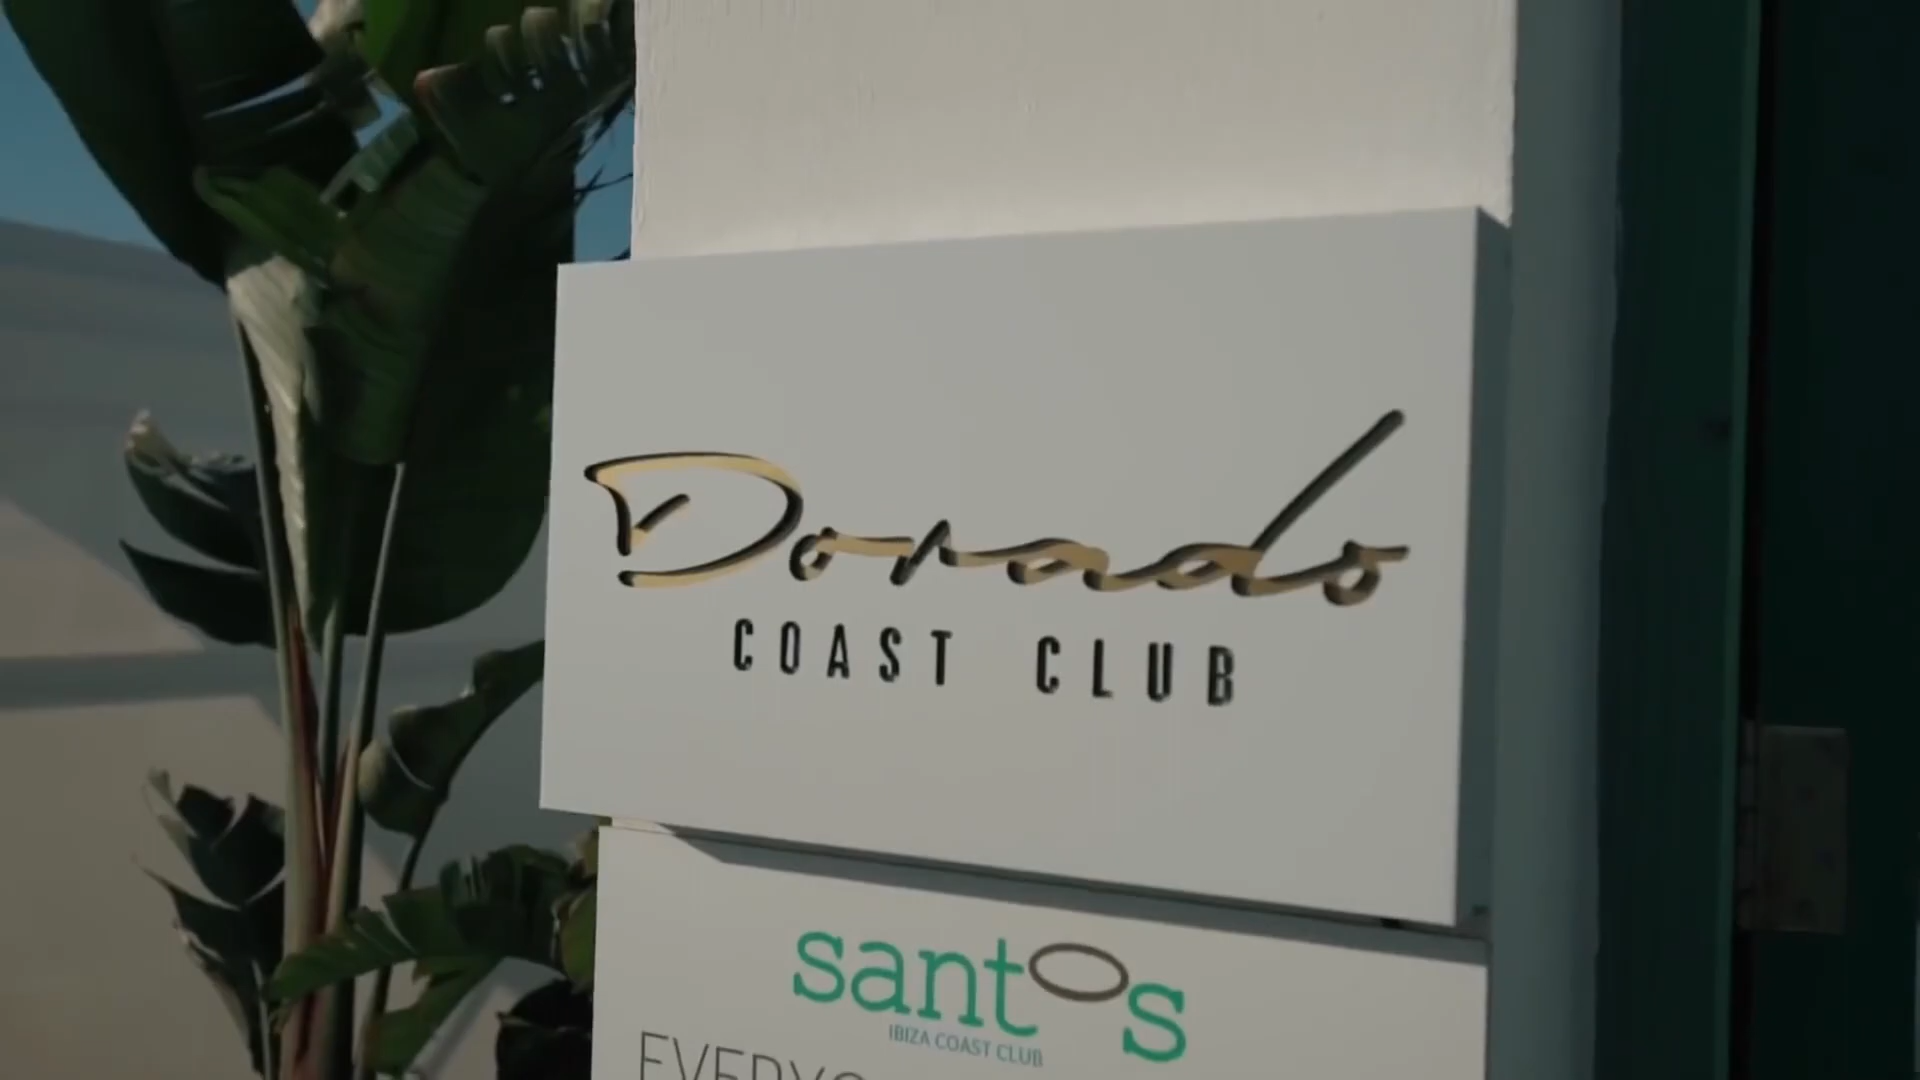 Dorado
COAST CLUB
santos
IBIZA COAST CLUB